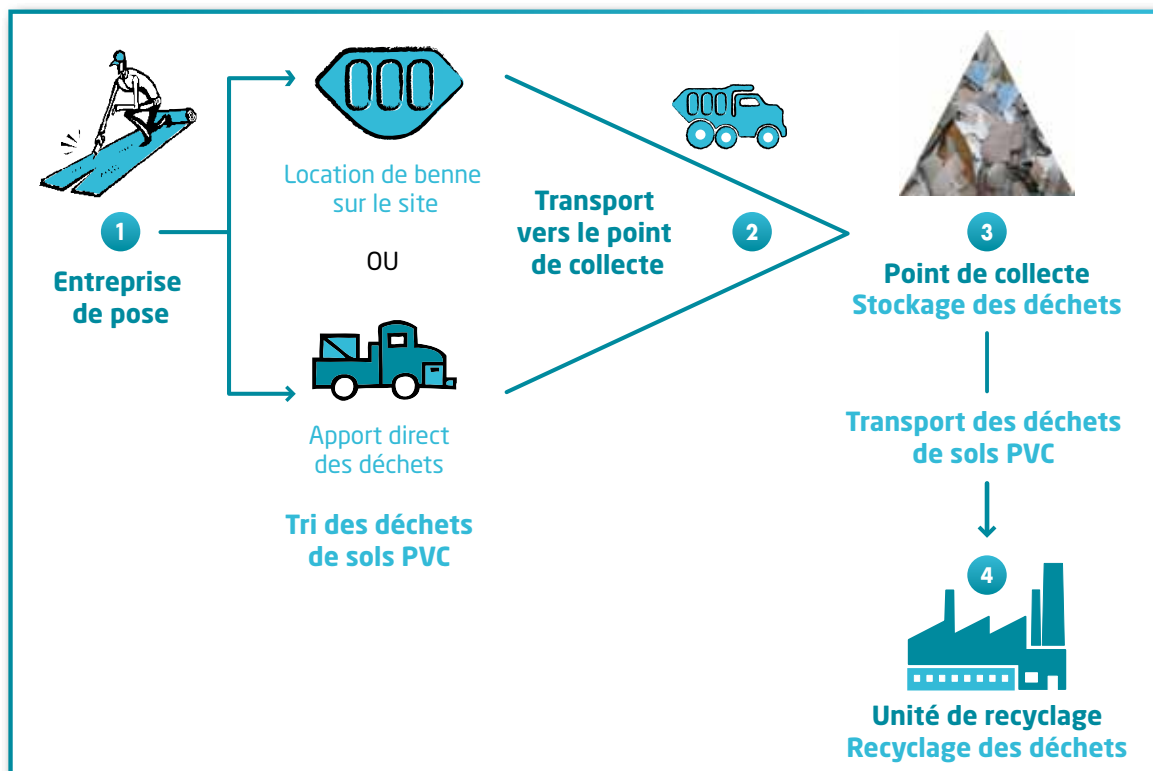 1
Entreprise
de pose
Location de benne
sur le site
OU
Apport direct
des déchets
Tri des déchets
de sols PVC
Transport
vers le point
de collecte
2
3
Point de collecte
Stockage des déchets
Transport des déchets
de sols PVC
4
Unité de recyclage
Recyclage des déchets